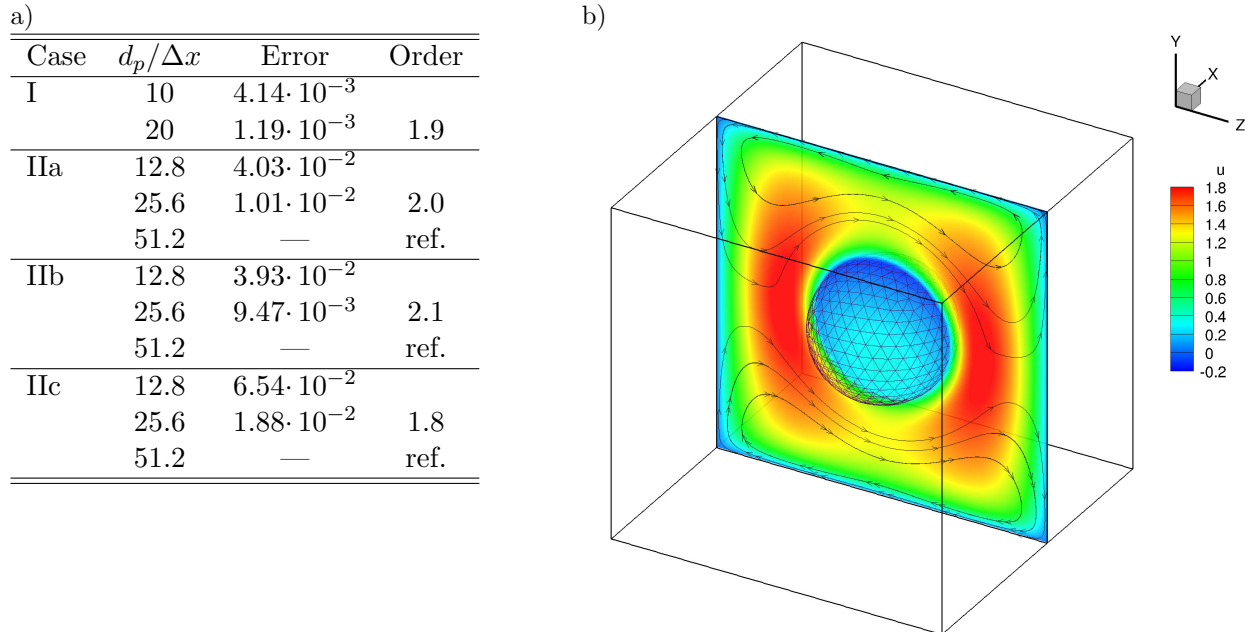 a)
Case d_p/Δx Error Order
I 10 4.14·10⁻³
20 1.19·10⁻³ 1.9
IIa 12.8 4.03·10⁻²
25.6 1.01·10⁻² 2.0
51.2 — ref.
IIb 12.8 3.93·10⁻²
25.6 9.47·10⁻³ 2.1
51.2 — ref.
IIc 12.8 6.54·10⁻²
25.6 1.88·10⁻² 1.8
51.2 — ref.
b)
Y
X
Z
u
1.8
1.6
1.4
1.2
1
0.8
0.6
0.4
0.2
0
-0.2